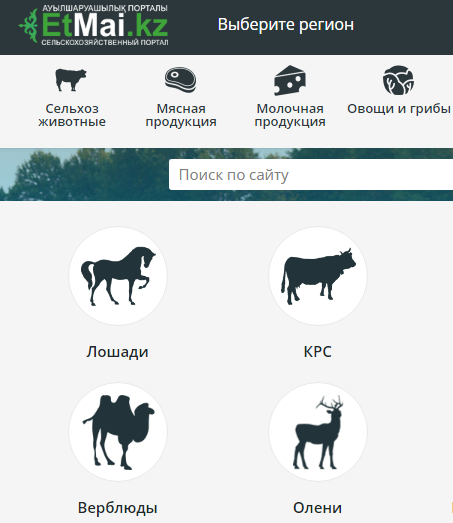 АУЫЛШАРУАШЫЛЫҚ ПОРТАЛЫ
EtMai.kz
СЕЛЬСКОХОЗЯЙСТВЕННЫЙ ПОРТАЛ
Выберите регион
Сельхоз
животные
Мясная
продукция
Молочная
продукция
Овощи и грибы
Поиск по сайту
Лошади
КРС
Верблюды
Олени